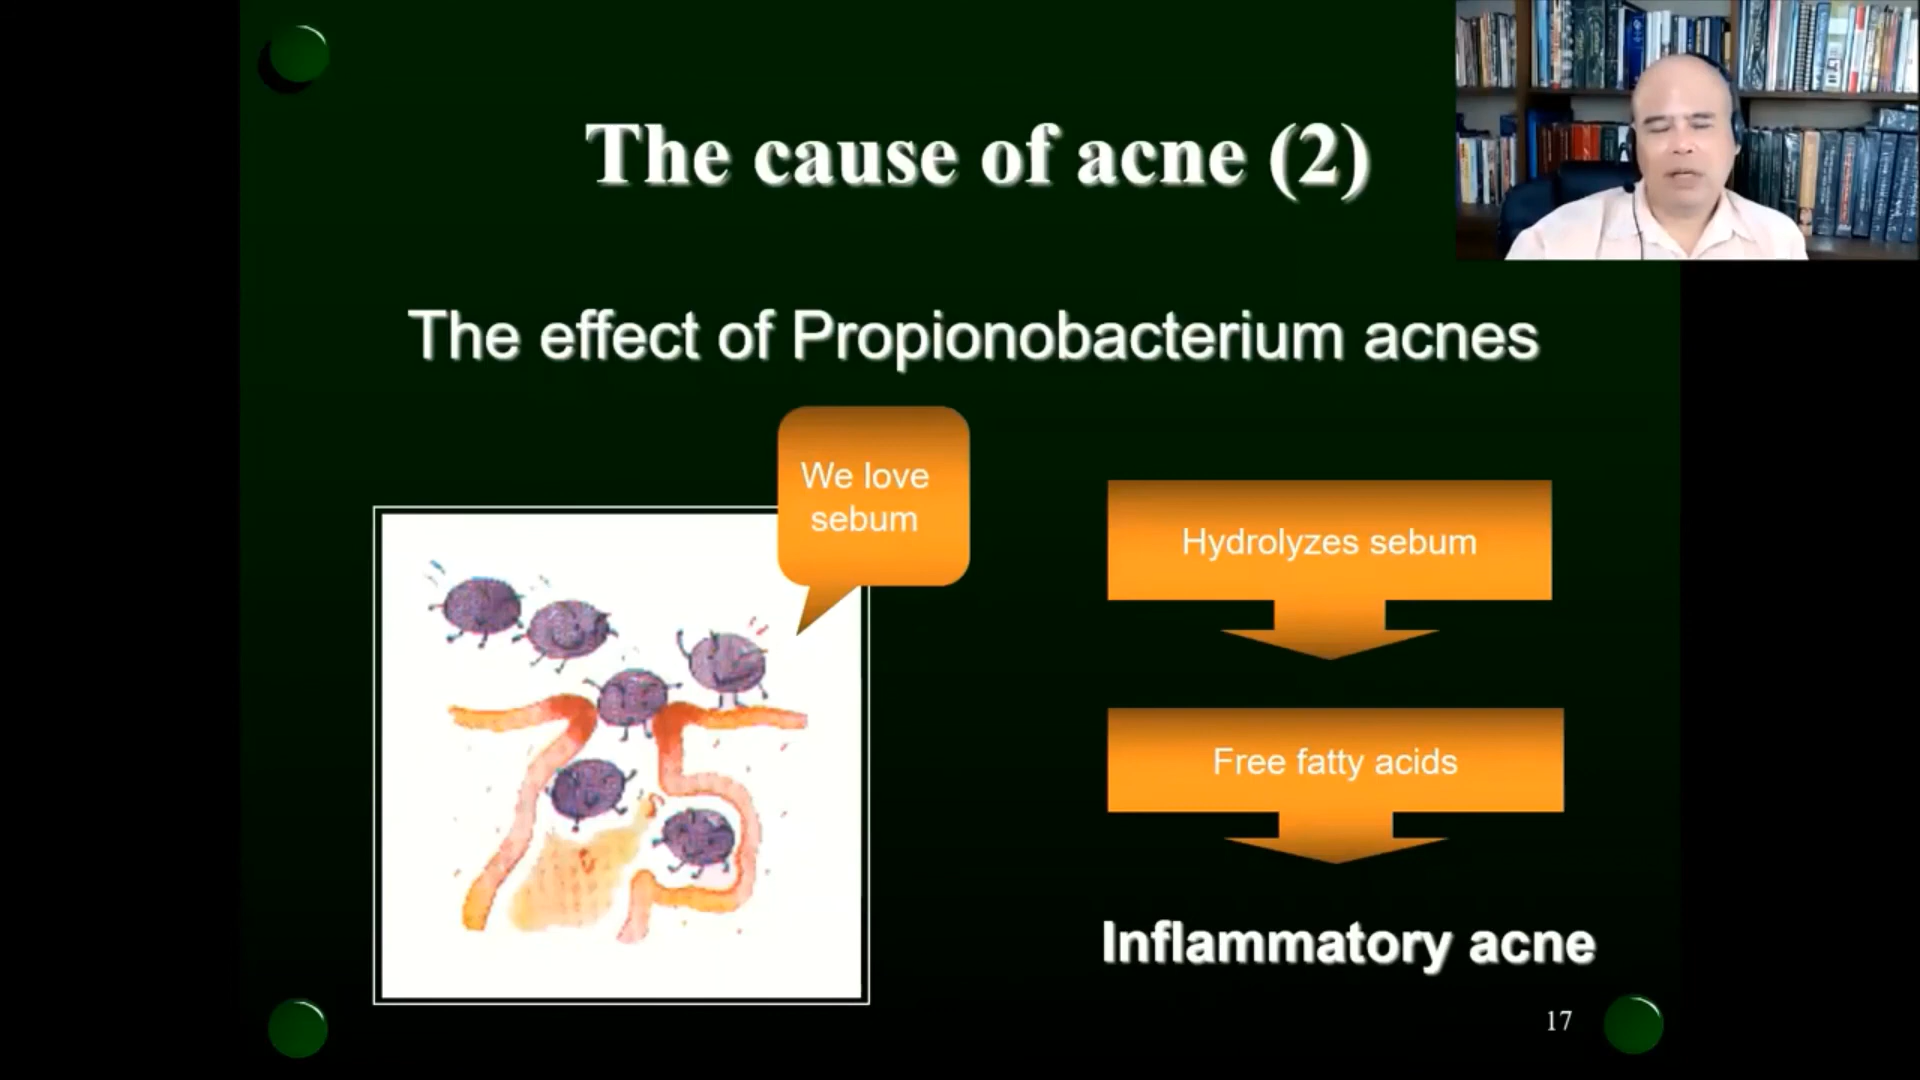 The cause of acne (2)
The effect of Propionobacterium acnes
We love
sebum
Hydrolyzes sebum
Free fatty acids
Inflammatory acne
17